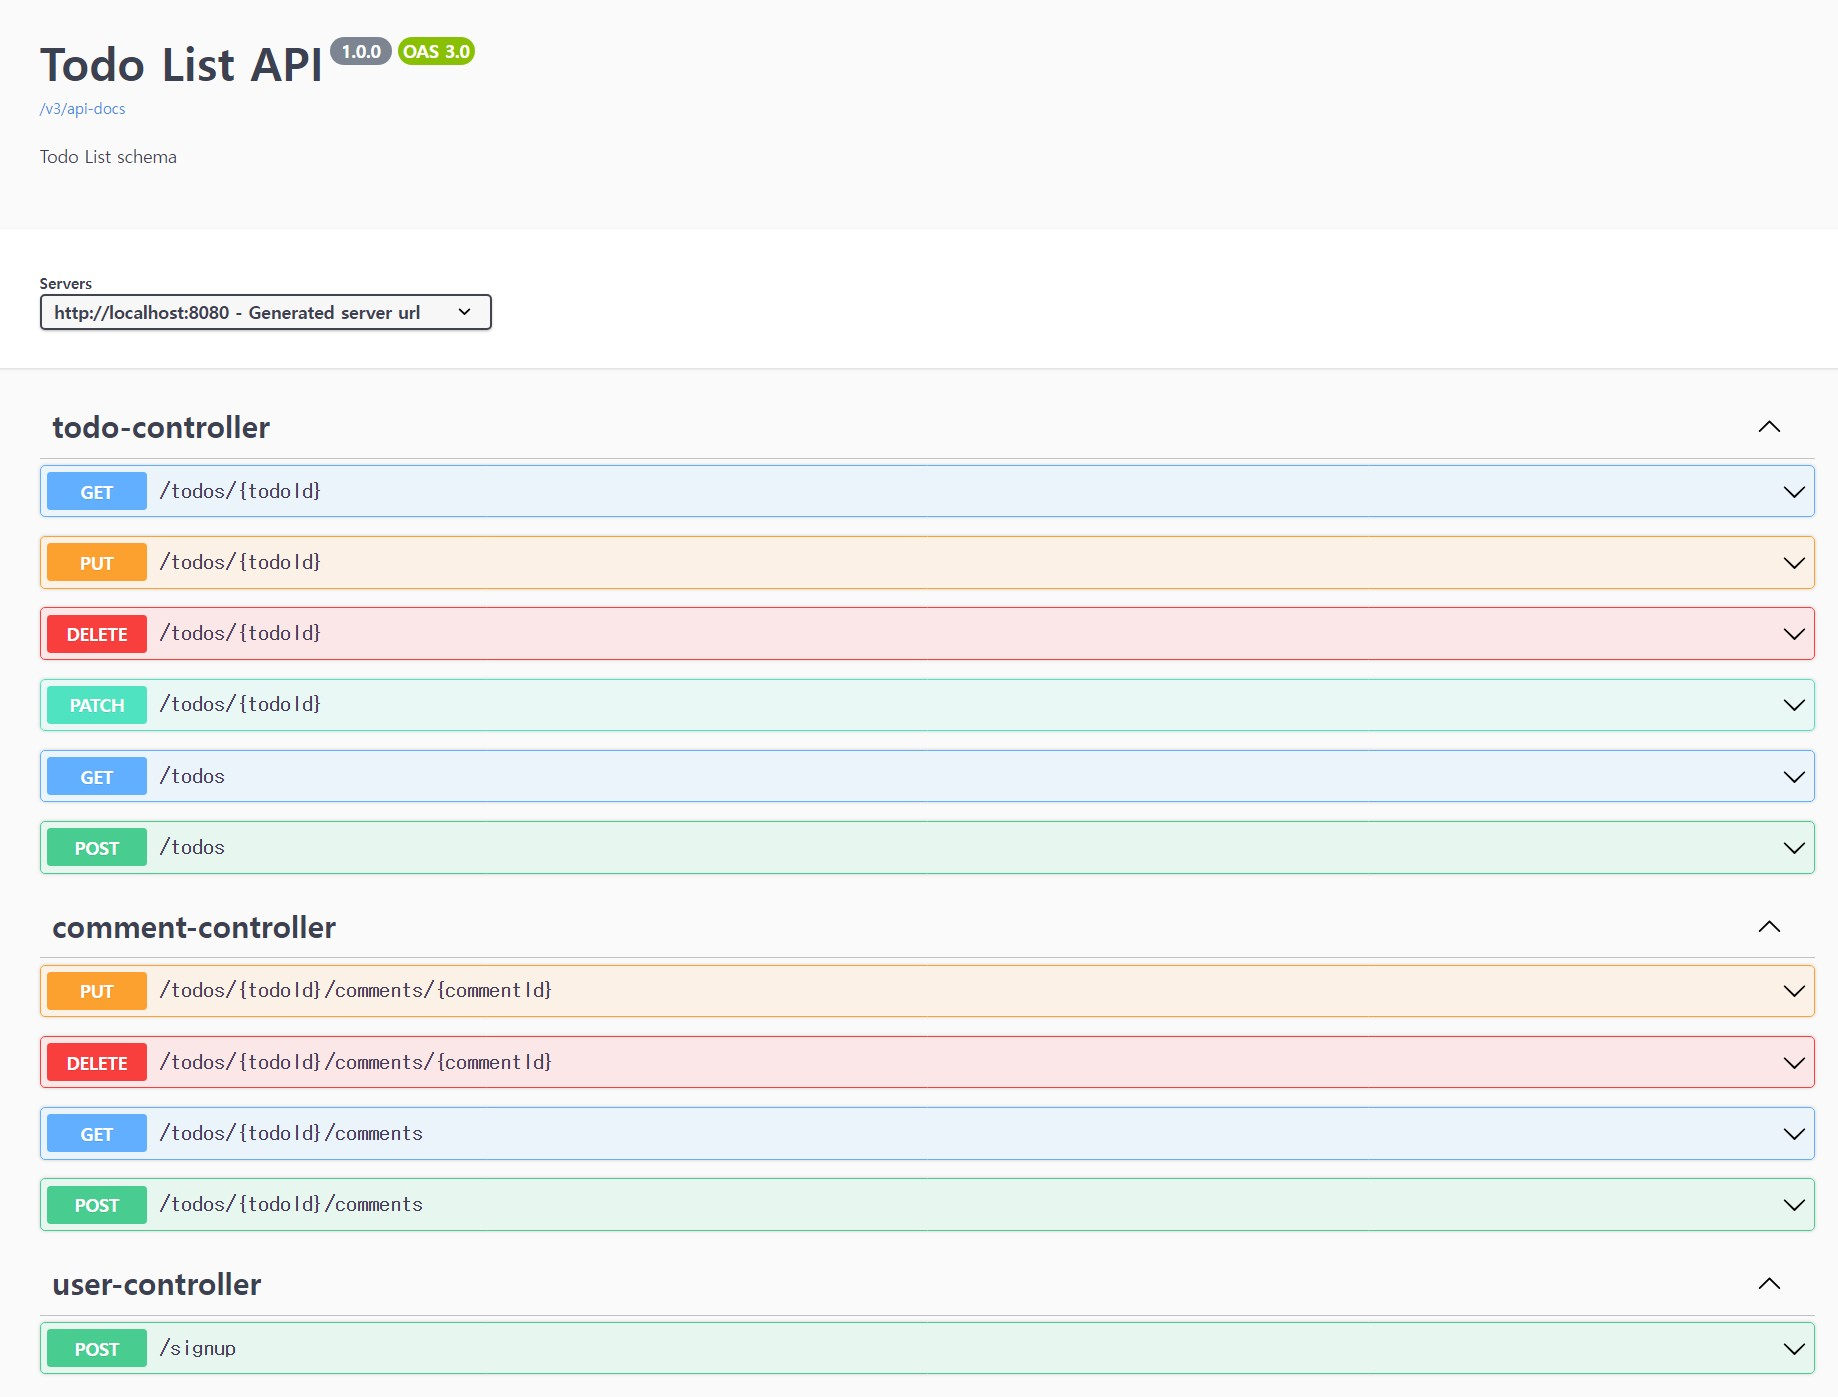 Todo List API 1.0.0 OAS 3.0
/v3/api-docs
Todo List schema
Servers
http://localhost:8080 - Generated server url
todo-controller
GET /todos/{todoId}
PUT /todos/{todoId}
DELETE /todos/{todoId}
PATCH /todos/{todoId}
GET /todos
POST /todos
comment-controller
PUT /todos/{todoId}/comments/{commentId}
DELETE /todos/{todoId}/comments/{commentId}
GET /todos/{todoId}/comments
POST /todos/{todoId}/comments
user-controller
POST /signup